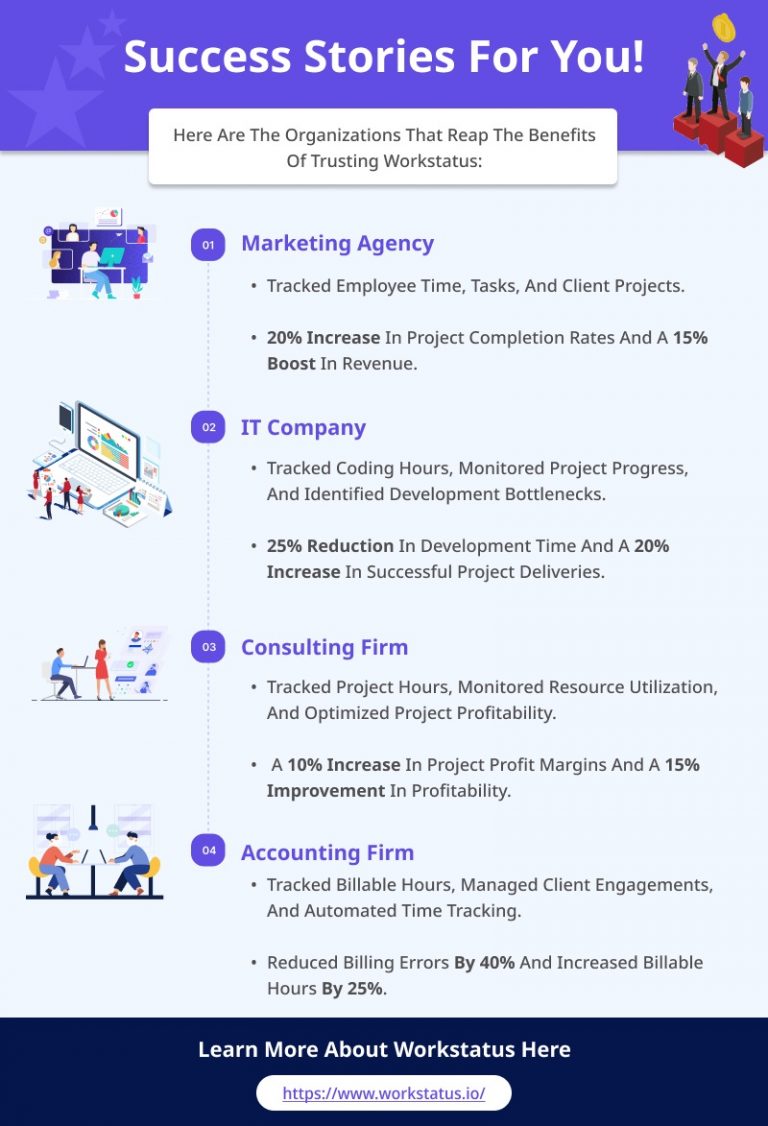 Success Stories For You!
Here Are The Organizations That Reap The Benefits
Of Trusting Workstatus:
01
Marketing Agency
• Tracked Employee Time, Tasks, And Client Projects.
• 20% Increase In Project Completion Rates And A 15%
Boost In Revenue.
02
IT Company
• Tracked Coding Hours, Monitored Project Progress,
And Identified Development Bottlenecks.
• 25% Reduction In Development Time And A 20%
Increase In Successful Project Deliveries.
03
Consulting Firm
• Tracked Project Hours, Monitored Resource Utilization,
And Optimized Project Profitability.
• A 10% Increase In Project Profit Margins And A 15%
Improvement In Profitability.
04
Accounting Firm
• Tracked Billable Hours, Managed Client Engagements,
And Automated Time Tracking.
• Reduced Billing Errors By 40% And Increased Billable
Hours By 25%.
Learn More About Workstatus Here
https://www.workstatus.io/